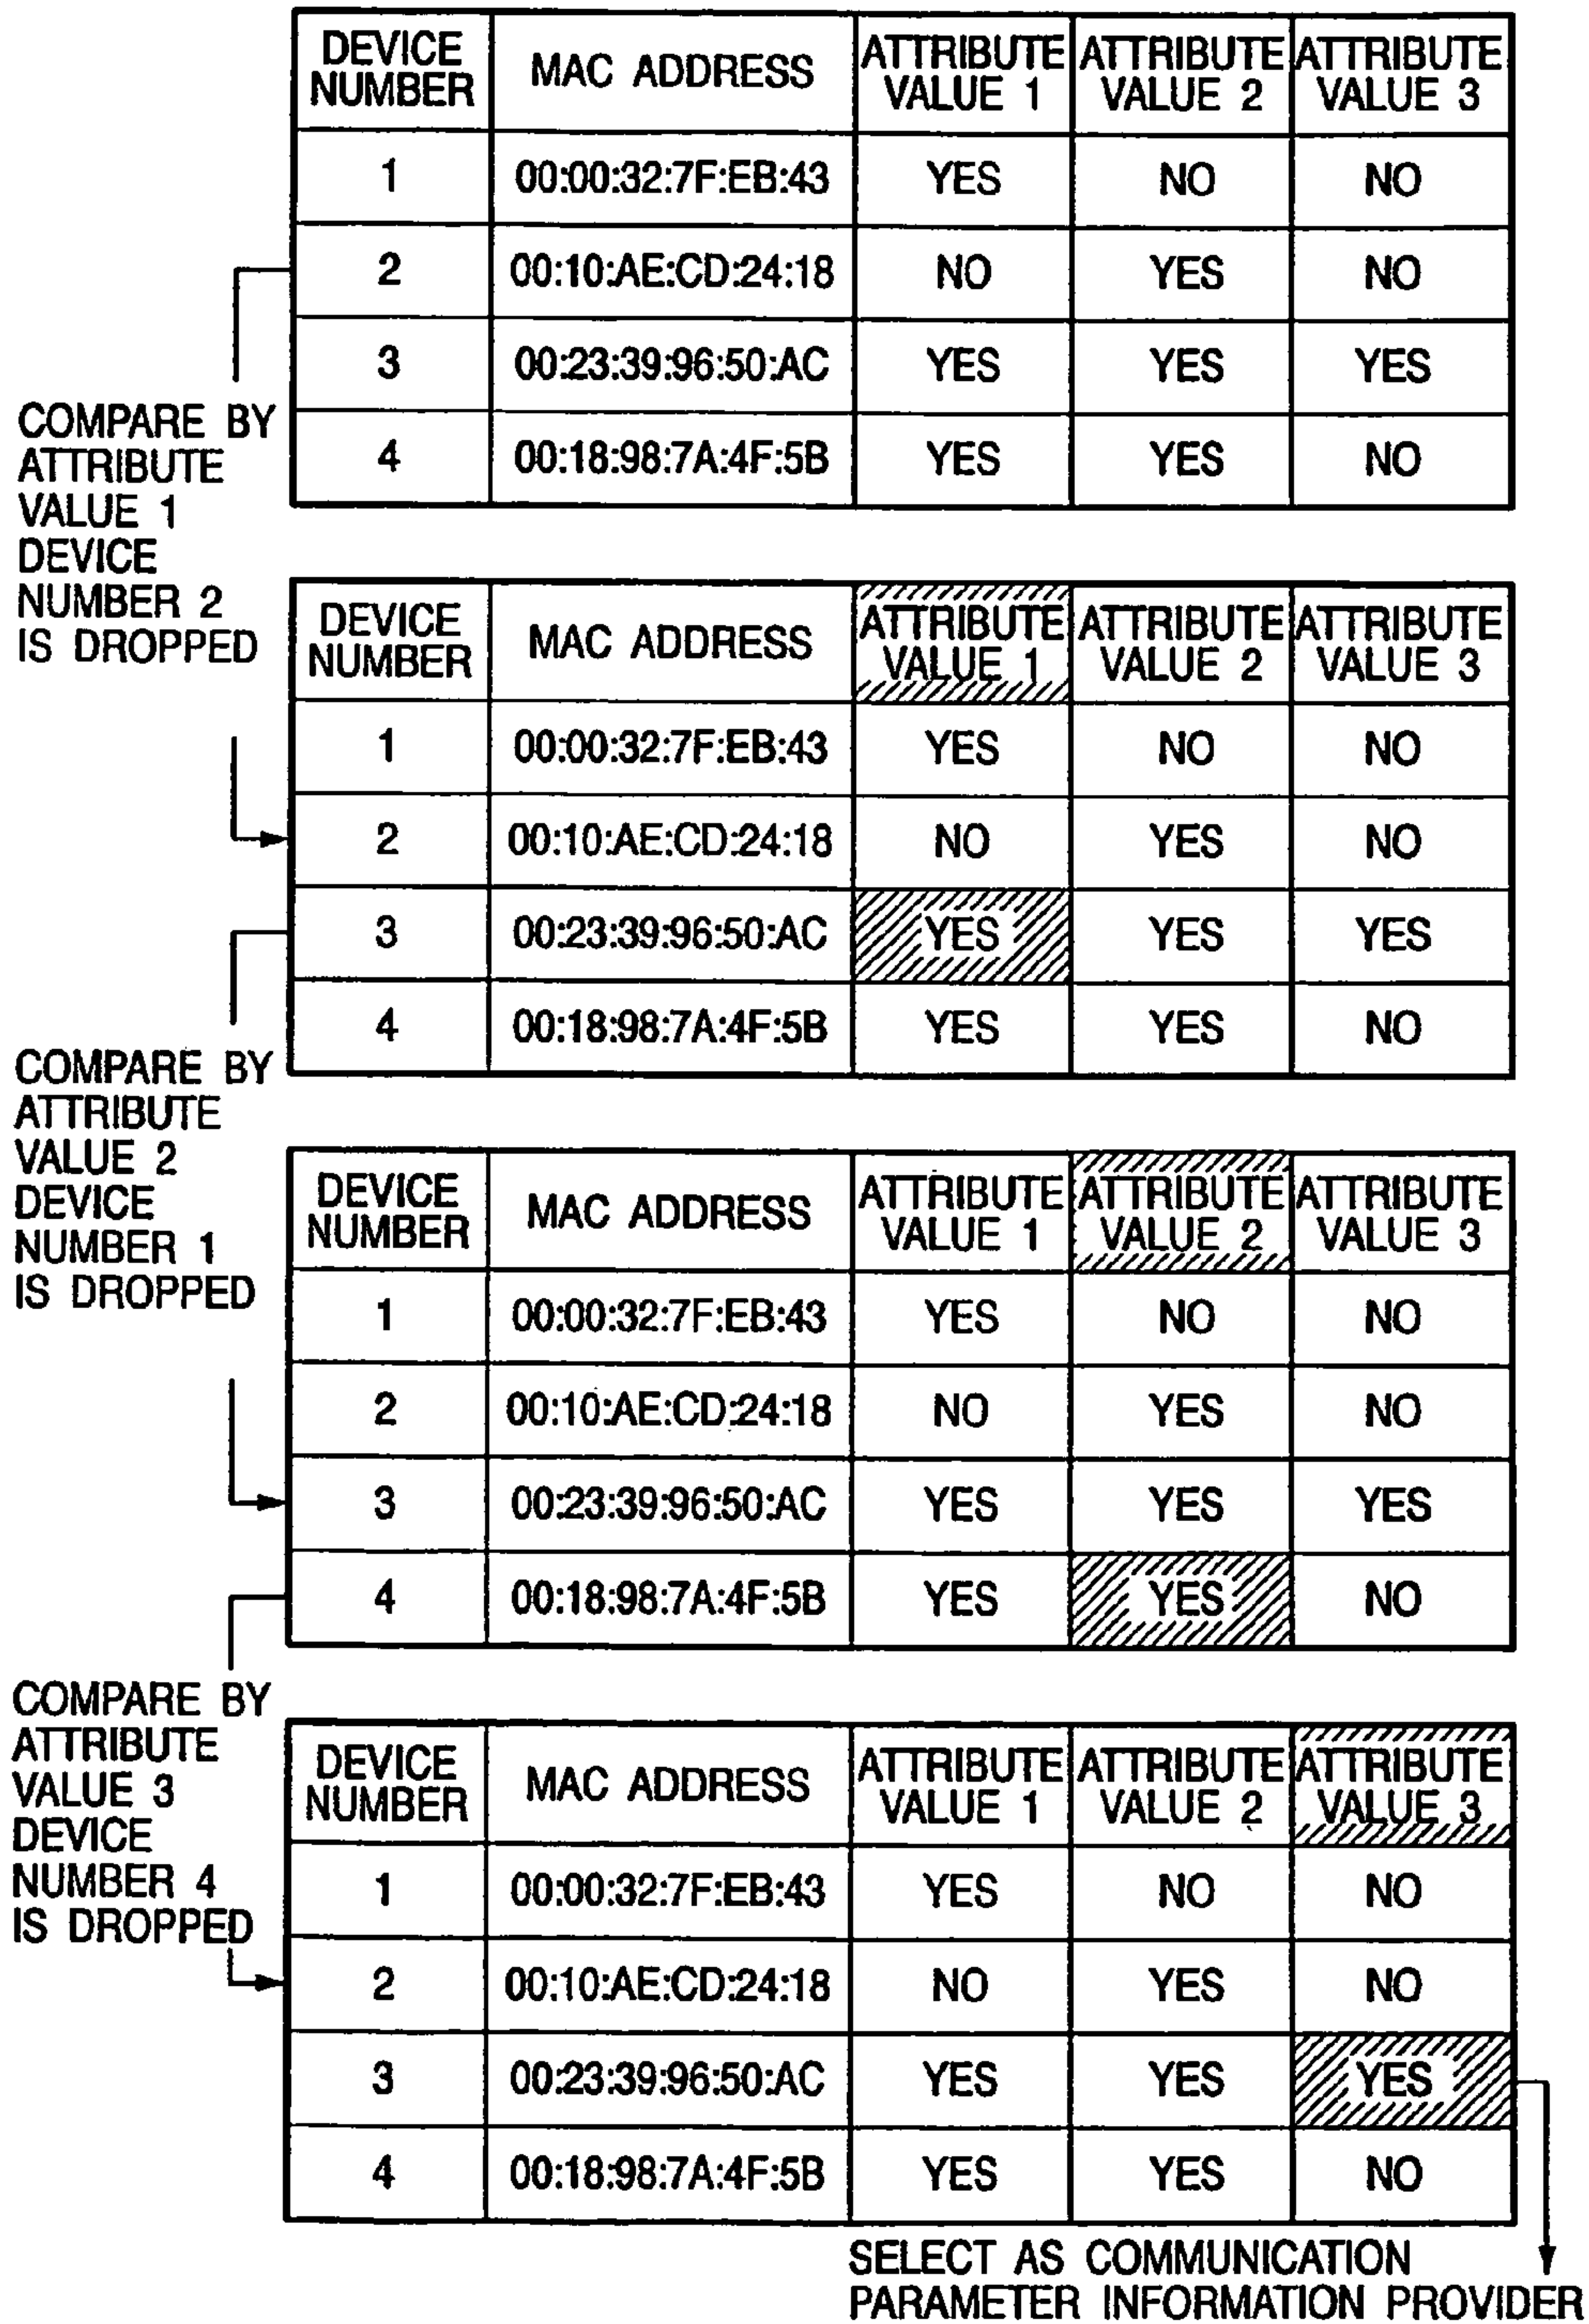 DEVICE NUMBER MAC ADDRESS ATTRIBUTE VALUE 1 ATTRIBUTE VALUE 2 ATTRIBUTE VALUE 3
1 00:00:32:7F:EB:43 YES NO NO
2 00:10:AE:CD:24:18 NO YES NO
3 00:23:39:96:50:AC YES YES YES
4 00:18:98:7A:4F:5B YES YES NO
COMPARE BY
ATTRIBUTE
VALUE 1
DEVICE
NUMBER 2
IS DROPPED
DEVICE NUMBER MAC ADDRESS ATTRIBUTE VALUE 1 ATTRIBUTE VALUE 2 ATTRIBUTE VALUE 3
1 00:00:32:7F:EB:43 YES NO NO
2 00:10:AE:CD:24:18 NO YES NO
3 00:23:39:96:50:AC YES YES YES
4 00:18:98:7A:4F:5B YES YES NO
COMPARE BY
ATTRIBUTE
VALUE 2
DEVICE
NUMBER 1
IS DROPPED
DEVICE NUMBER MAC ADDRESS ATTRIBUTE VALUE 1 ATTRIBUTE VALUE 2 ATTRIBUTE VALUE 3
1 00:00:32:7F:EB:43 YES NO NO
2 00:10:AE:CD:24:18 NO YES NO
3 00:23:39:96:50:AC YES YES YES
4 00:18:98:7A:4F:5B YES YES NO
COMPARE BY
ATTRIBUTE
VALUE 3
DEVICE
NUMBER 4
IS DROPPED
DEVICE NUMBER MAC ADDRESS ATTRIBUTE VALUE 1 ATTRIBUTE VALUE 2 ATTRIBUTE VALUE 3
1 00:00:32:7F:EB:43 YES NO NO
2 00:10:AE:CD:24:18 NO YES NO
3 00:23:39:96:50:AC YES YES YES
4 00:18:98:7A:4F:5B YES YES NO
SELECT AS COMMUNICATION
PARAMETER INFORMATION PROVIDER